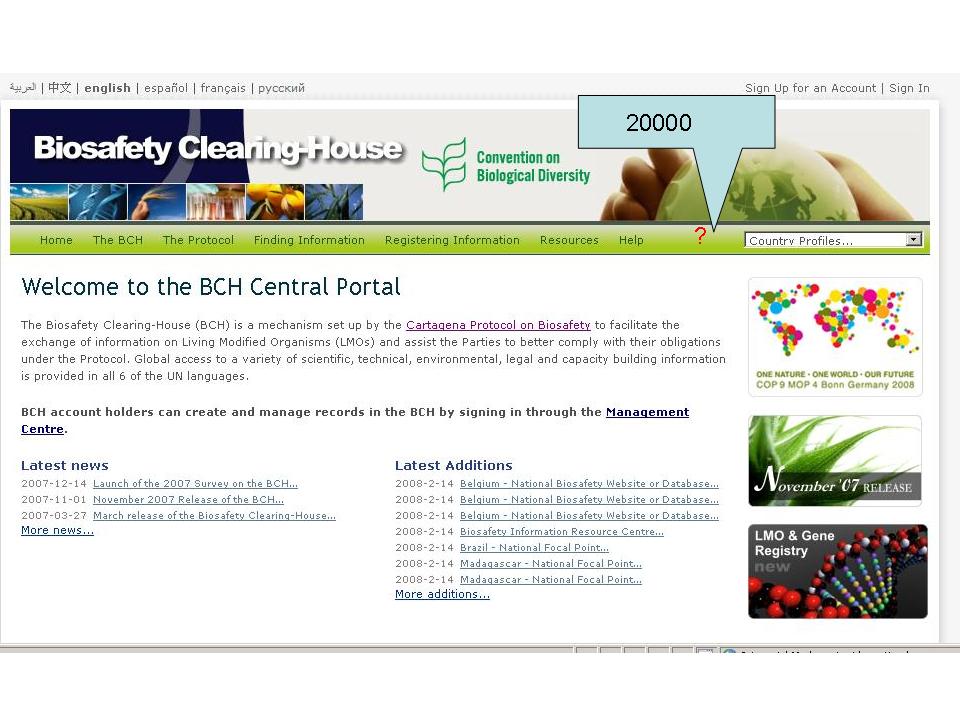 العربية | 中文 | english | español | français | русский
Sign Up for an Account | Sign In
20000
Biosafety Clearing-House
Convention on
Biological Diversity
Home The BCH The Protocol Finding Information Registering Information Resources Help ? Country Profiles...
Welcome to the BCH Central Portal
The Biosafety Clearing-House (BCH) is a mechanism set up by the Cartagena Protocol on Biosafety to facilitate the
exchange of information on Living Modified Organisms (LMOs) and assist the Parties to better comply with their obligations
under the Protocol. Global access to a variety of scientific, technical, environmental, legal and capacity building information
is provided in all 6 of the UN languages.
BCH account holders can create and manage records in the BCH by signing in through the Management
Centre.
Latest news
2007-12-14 Launch of the 2007 Survey on the BCH...
2007-11-01 November 2007 Release of the BCH...
2007-03-27 March release of the Biosafety Clearing-House...
More news...
Latest Additions
2008-2-14 Belgium - National Biosafety Website or Database...
2008-2-14 Belgium - National Biosafety Website or Database...
2008-2-14 Belgium - National Biosafety Website or Database...
2008-2-14 Biosafety Information Resource Centre...
2008-2-14 Brazil - National Focal Point...
2008-2-14 Madagascar - National Focal Point...
2008-2-14 Madagascar - National Focal Point...
More additions...
ONE NATURE • ONE WORLD • OUR FUTURE
COP 9 MOP 4 Bonn Germany 2008
November '07 RELEASE
LMO & Gene
Registry
new